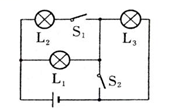 L₂ S₁ L₃
L₁ S₂